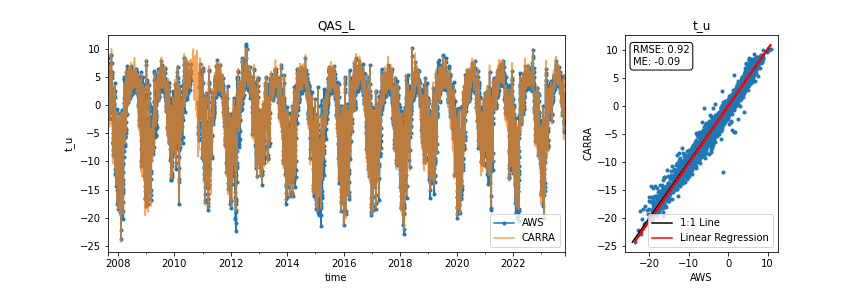 QAS_L
t_u
10
5
0
−5
−10
−15
−20
−25
2008
2010
2012
2014
2016
2018
2020
2022
time
AWS
CARRA
t_u
CARRA
10
5
0
−5
−10
−15
−20
−25
−20
−10
0
10
AWS
RMSE: 0.92
ME: -0.09
1:1 Line
Linear Regression